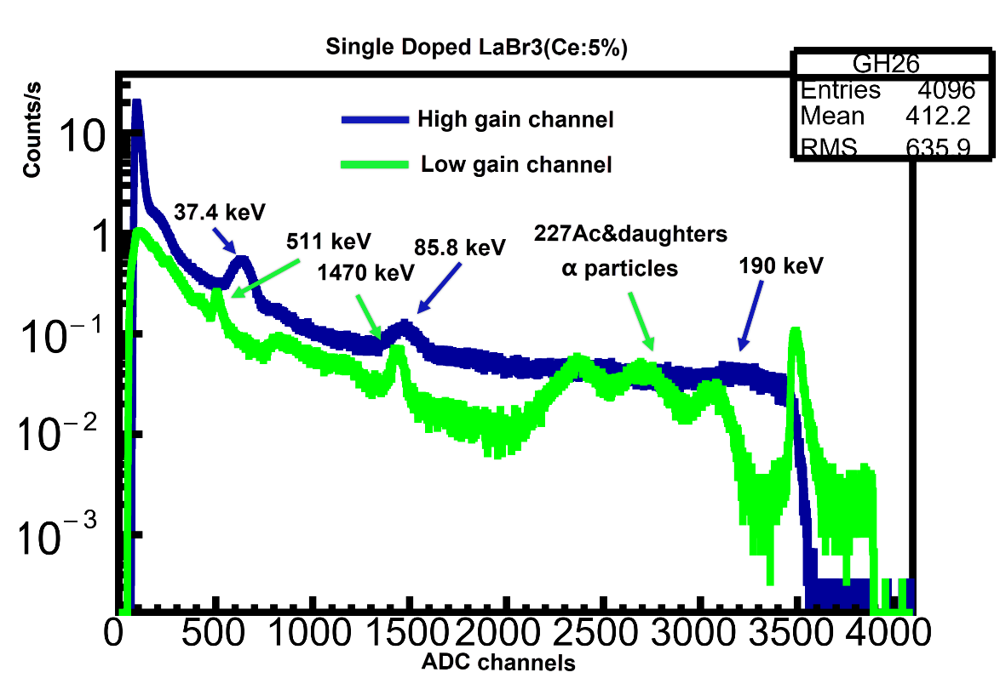 Single Doped LaBr3(Ce:5%)
GH26
Entries 4096
Mean 412.2
RMS 635.9
Counts/s
High gain channel
Low gain channel
10
1
10−1
10−2
10−3
37.4 keV
511 keV
1470 keV
85.8 keV
227Ac&daughters
α particles
190 keV
0 500 1000 1500 2000 2500 3000 3500 4000
ADC channels